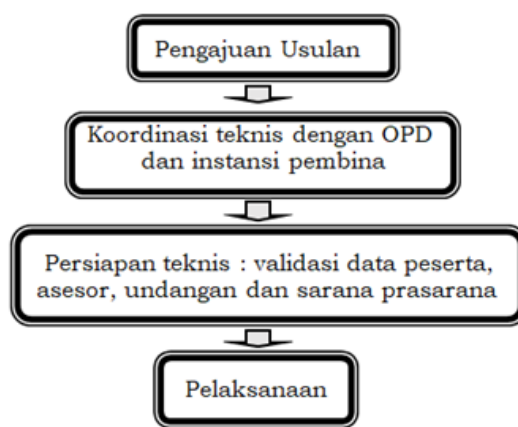 Pengajuan Usulan
Koordinasi teknis dengan OPD
dan instansi pembina
Persiapan teknis : validasi data peserta,
asesor, undangan dan sarana prasarana
Pelaksanaan